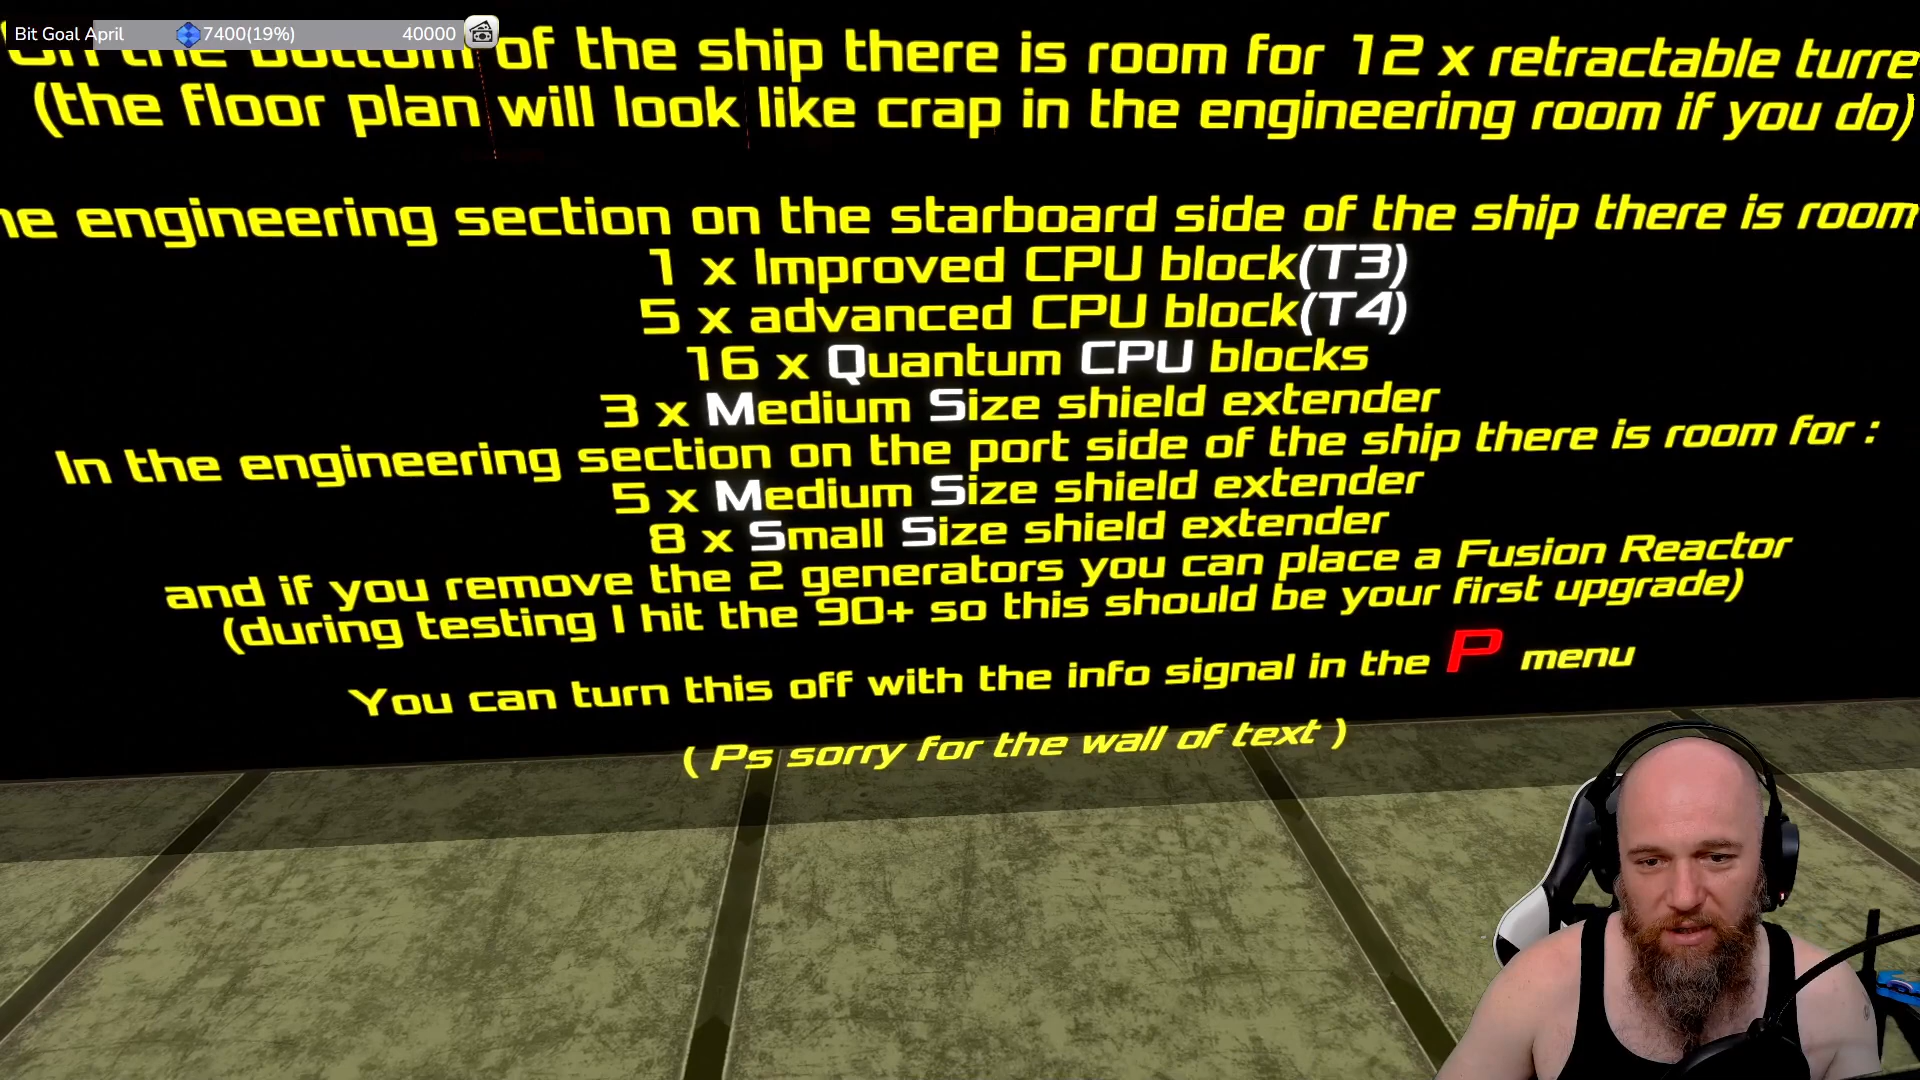 Bit Goal April 7400(19%) 40000
On the bottom of the ship there is room for 12 x retractable turre
(the floor plan will look like crap in the engineering room if you do)
he engineering section on the starboard side of the ship there is room
1 x Improved CPU block(T3)
5 x advanced CPU block(T4)
16 x Quantum CPU blocks
3 x Medium Size shield extender
In the engineering section on the port side of the ship there is room for :
5 x Medium Size shield extender
8 x Small Size shield extender
and if you remove the 2 generators you can place a Fusion Reactor
(during testing I hit the 90+ so this should be your first upgrade)
You can turn this off with the info signal in the P menu
( Ps sorry for the wall of text )